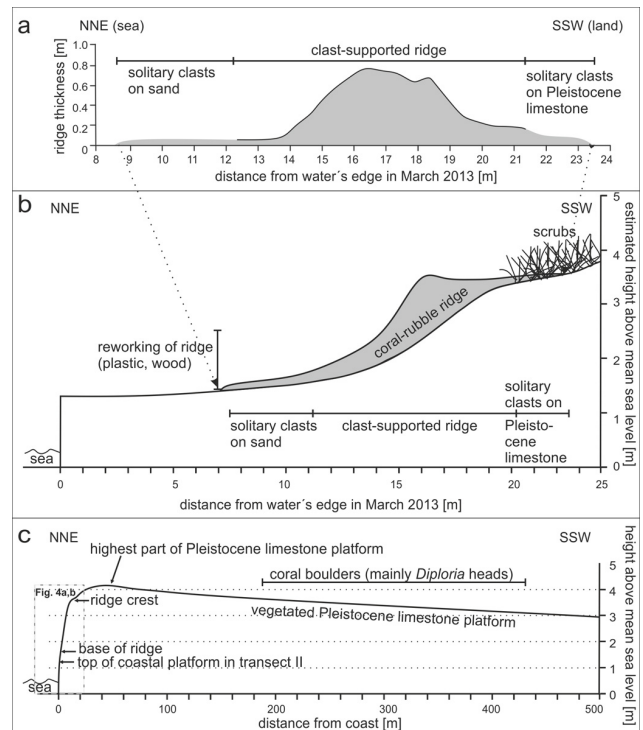 a
NNE (sea)
SSW (land)
clast-supported ridge
solitary clasts
on sand
solitary clasts
on Pleistocene
limestone
ridge thickness [m]
1.0
0.8
0.6
0.4
0.2
0
8 9 10 11 12 13 14 15 16 17 18 19 20 21 22 23 24
distance from water´s edge in March 2013 [m]
b
NNE
SSW
scrubs
coral-rubble ridge
reworking of ridge
(plastic, wood)
solitary clasts
on sand
clast-supported ridge
solitary
clasts on
Pleisto-
cene
limestone
sea
estimated height above mean sea level [m]
5
4
3
2
1
0
0 5 10 15 20 25
distance from water´s edge in March 2013 [m]
c
NNE
SSW
highest part of Pleistocene limestone platform
Fig. 4a,b
ridge crest
coral boulders (mainly Diploria heads)
vegetated Pleistocene limestone platform
base of ridge
top of coastal platform in transect II
sea
height above mean sea level [m]
5
4
3
2
1
0
0 100 200 300 400 500
distance from coast [m]